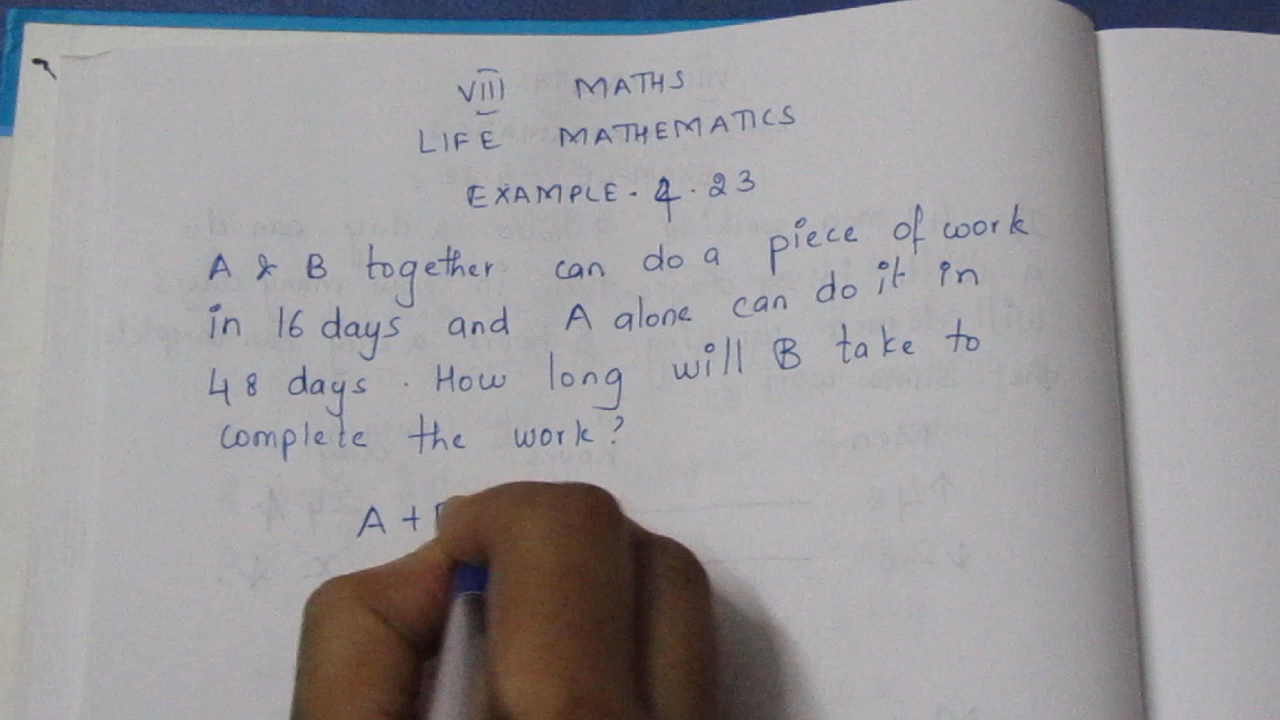 VIII MATHS
LIFE MATHEMATICS
EXAMPLE - 4.23
A & B together can do a piece of work
in 16 days and A alone can do it in
48 days. How long will B take to
complete the work?
A +